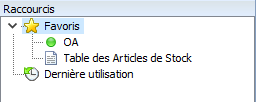 Raccourcis
Favoris
OA
Table des Articles de Stock
Dernière utilisation